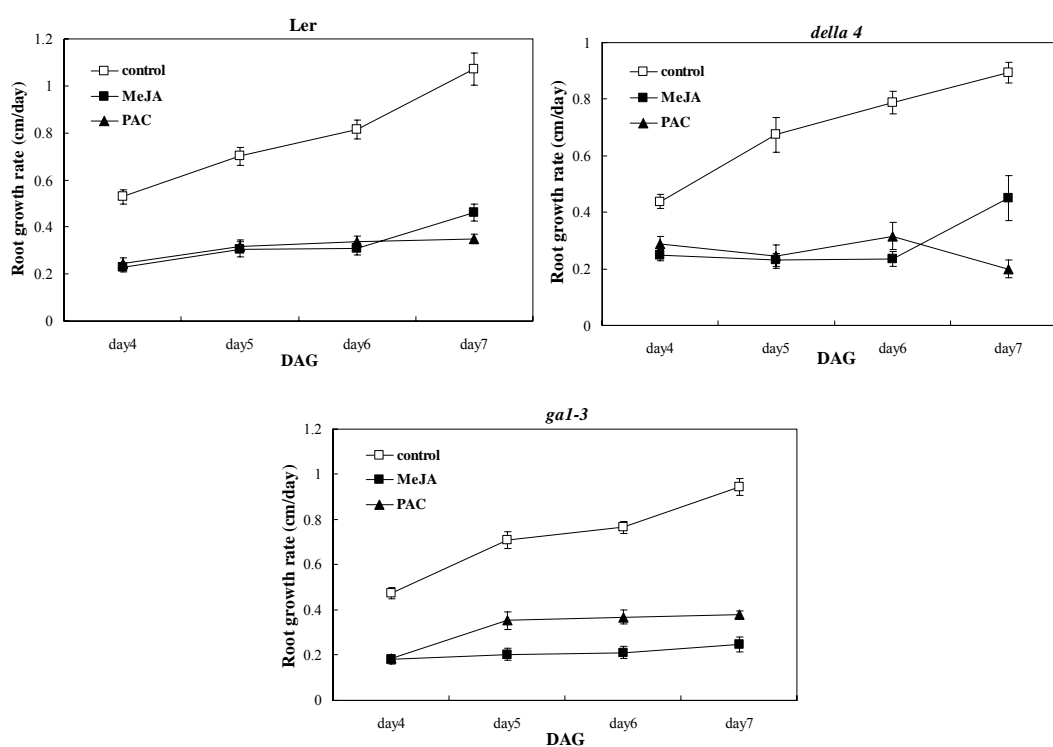 Ler
Root growth rate (cm/day)
1.2
1
0.8
0.6
0.4
0.2
0
control
MeJA
PAC
day4 day5 day6 day7
DAG
della 4
Root growth rate (cm/day)
1
0.8
0.6
0.4
0.2
0
control
MeJA
PAC
day4 day5 day6 day7
DAG
ga1-3
Root growth rate (cm/day)
1.2
1
0.8
0.6
0.4
0.2
0
control
MeJA
PAC
day4 day5 day6 day7
DAG